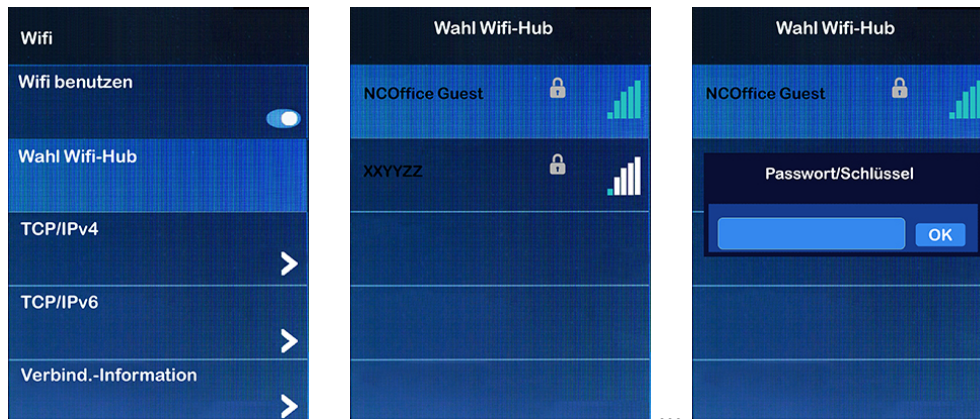 Wifi
Wifi benutzen
Wahl Wifi-Hub
TCP/IPv4
TCP/IPv6
Verbind.-Information
Wahl Wifi-Hub
NCOffice Guest
XXYYZZ
...
Wahl Wifi-Hub
NCOffice Guest
Passwort/Schlüssel
OK